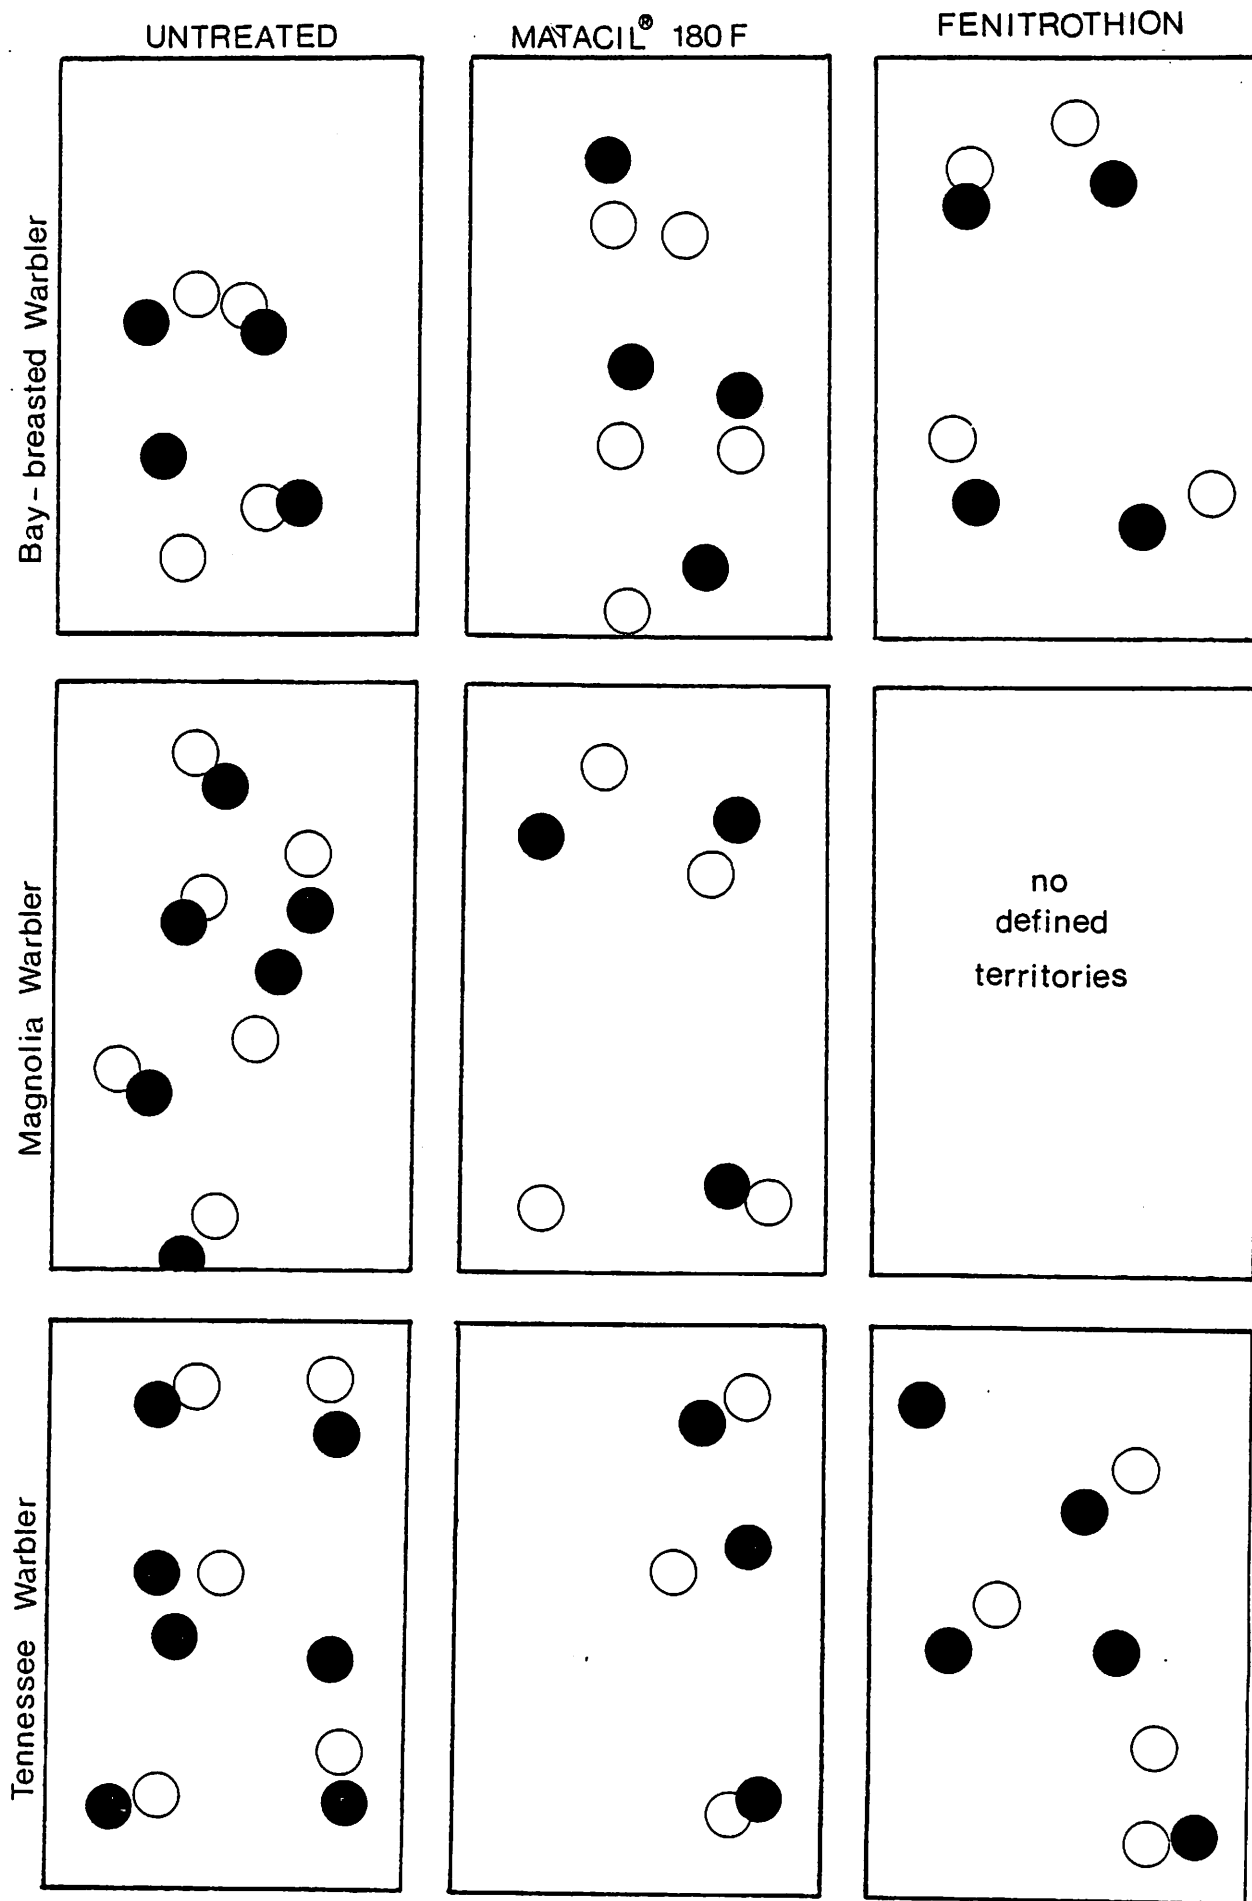 UNTREATED
MATACIL® 180 F
FENITROTHION
Bay-breasted Warbler
Magnolia Warbler
no
defined
territories
Tennessee Warbler